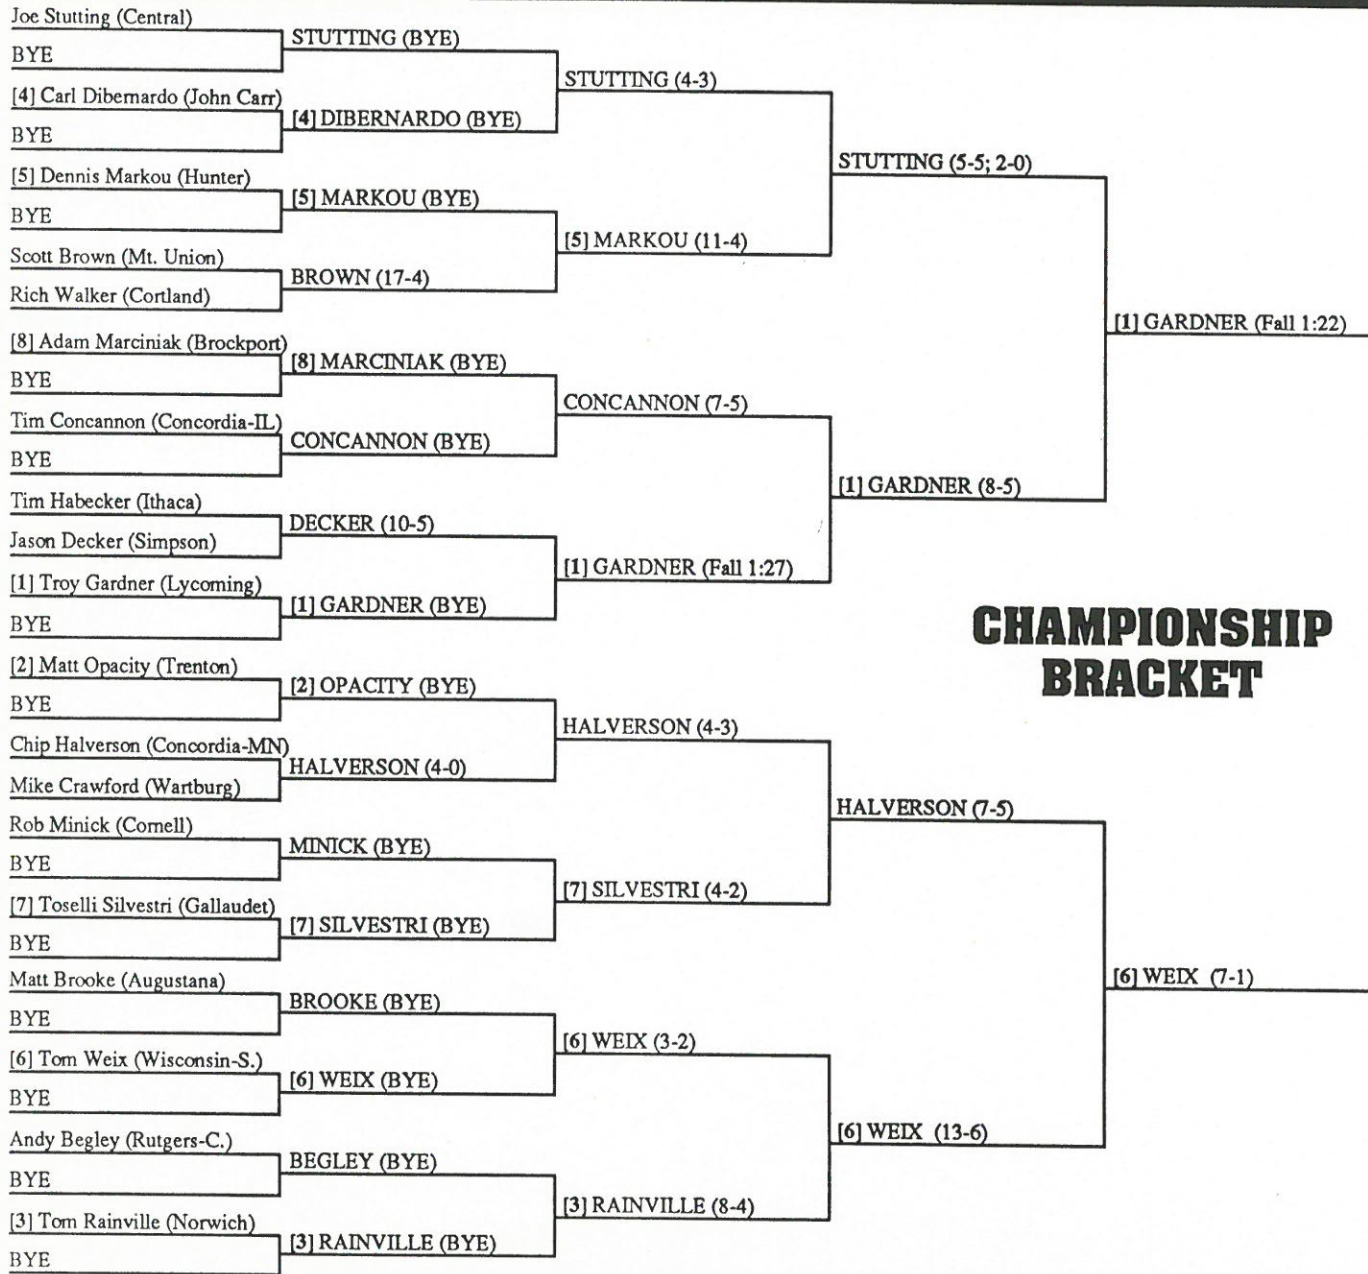 Joe Stutting (Central)
BYE
[4] Carl Dibernardo (John Carr)
BYE
[5] Dennis Markou (Hunter)
BYE
Scott Brown (Mt. Union)
Rich Walker (Cortland)
[8] Adam Marciniak (Brockport)
BYE
Tim Concannon (Concordia-IL)
BYE
Tim Habecker (Ithaca)
Jason Decker (Simpson)
[1] Troy Gardner (Lycoming)
BYE
[2] Matt Opacity (Trenton)
BYE
Chip Halverson (Concordia-MN)
Mike Crawford (Wartburg)
Rob Minick (Cornell)
BYE
[7] Toselli Silvestri (Gallaudet)
BYE
Matt Brooke (Augustana)
BYE
[6] Tom Weix (Wisconsin-S.)
BYE
Andy Begley (Rutgers-C.)
BYE
[3] Tom Rainville (Norwich)
BYE
STUTTING (BYE)
[4] DIBERNARDO (BYE)
[5] MARKOU (BYE)
BROWN (17-4)
[8] MARCINIAK (BYE)
CONCANNON (BYE)
DECKER (10-5)
[1] GARDNER (BYE)
[2] OPACITY (BYE)
HALVERSON (4-0)
MINICK (BYE)
[7] SILVESTRI (BYE)
BROOKE (BYE)
[6] WEIX (BYE)
BEGLEY (BYE)
[3] RAINVILLE (BYE)
STUTTING (4-3)
[5] MARKOU (11-4)
CONCANNON (7-5)
[1] GARDNER (Fall 1:27)
HALVERSON (4-3)
[7] SILVESTRI (4-2)
[6] WEIX (3-2)
[3] RAINVILLE (8-4)
STUTTING (5-5; 2-0)
[1] GARDNER (8-5)
HALVERSON (7-5)
[6] WEIX (13-6)
[1] GARDNER (Fall 1:22)
[6] WEIX (7-1)
CHAMPIONSHIP
BRACKET